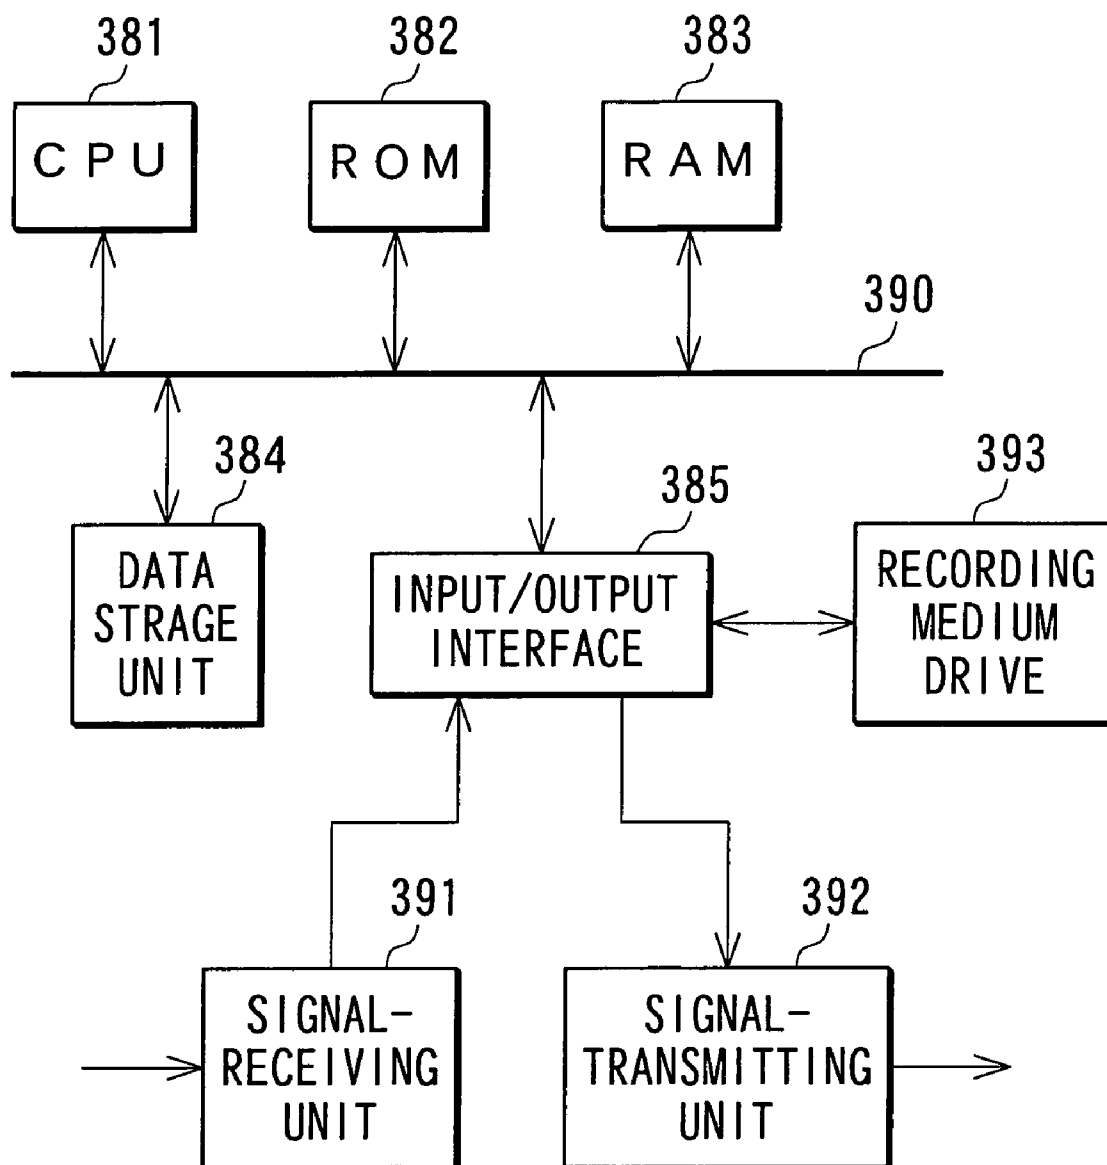 381
382
383
CPU
ROM
RAM
390
384
385
393
DATA
STRAGE
UNIT
INPUT/OUTPUT
INTERFACE
RECORDING
MEDIUM
DRIVE
391
392
SIGNAL-
RECEIVING
UNIT
SIGNAL-
TRANSMITTING
UNIT